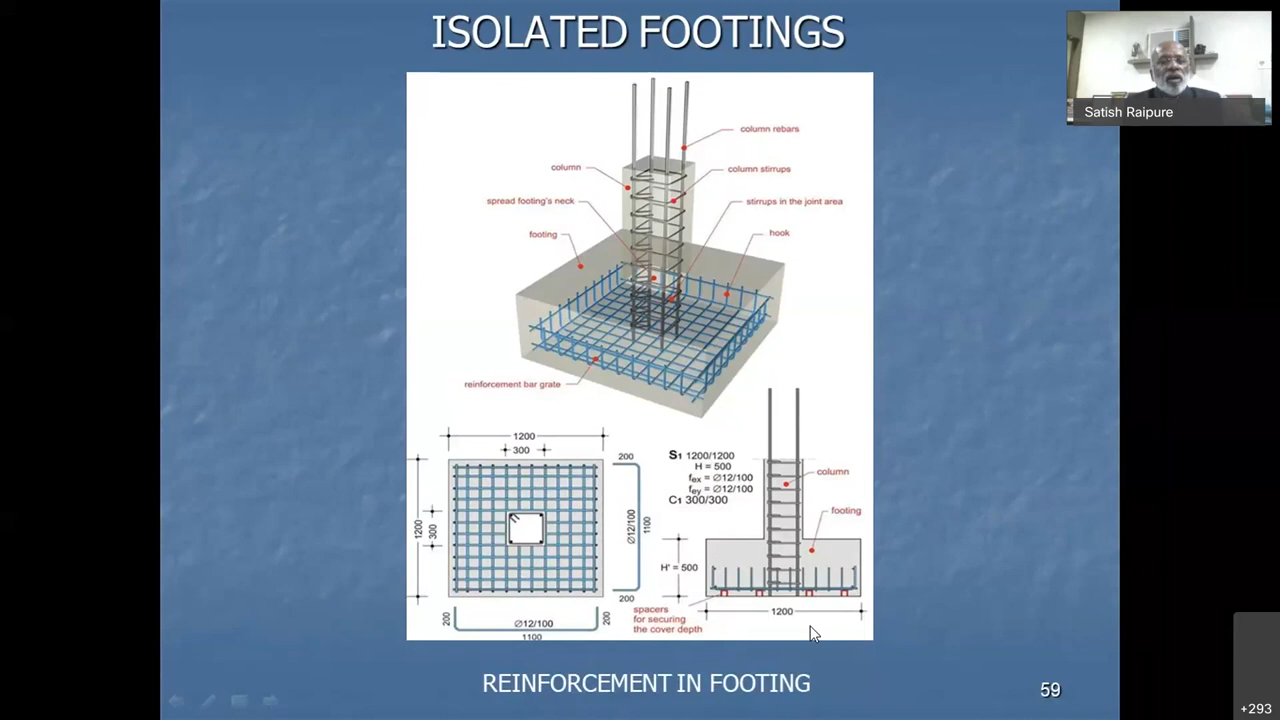 ISOLATED FOOTINGS
Satish Raipure
column rebars
column
column stirrups
spread footing's neck
stirrups in the joint area
footing
hook
reinforcement bar grate
1200
300
200
S1 1200/1200
H = 500
fex = Ø12/100
fey = Ø12/100
C1 300/300
column
footing
1200
300
Ø12/100
1100
H' = 500
200
1200
spacers
for securing
the cover depth
200
Ø12/100
200
1100
REINFORCEMENT IN FOOTING
59
+293